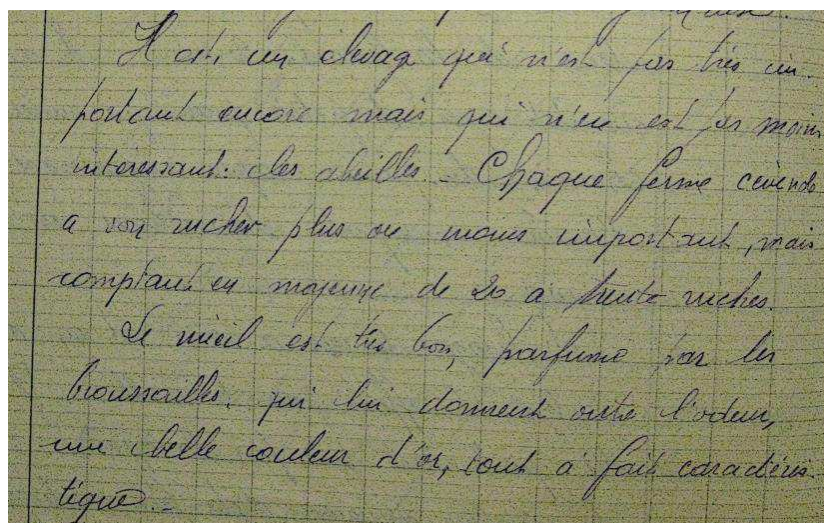 Il est un élevage qui n'est pas très im
portant encore mais qui n'en est pas moins
intéressant: les abeilles - Chaque ferme cévenole
a son rucher plus ou moins important, mais
comptant en moyenne de 20 à trente ruches.
Le miel est très bon, parfumé par les
broussailles, qui lui donnent outre l'odeur,
une belle couleur d'or, tout à fait caractéris
tique -